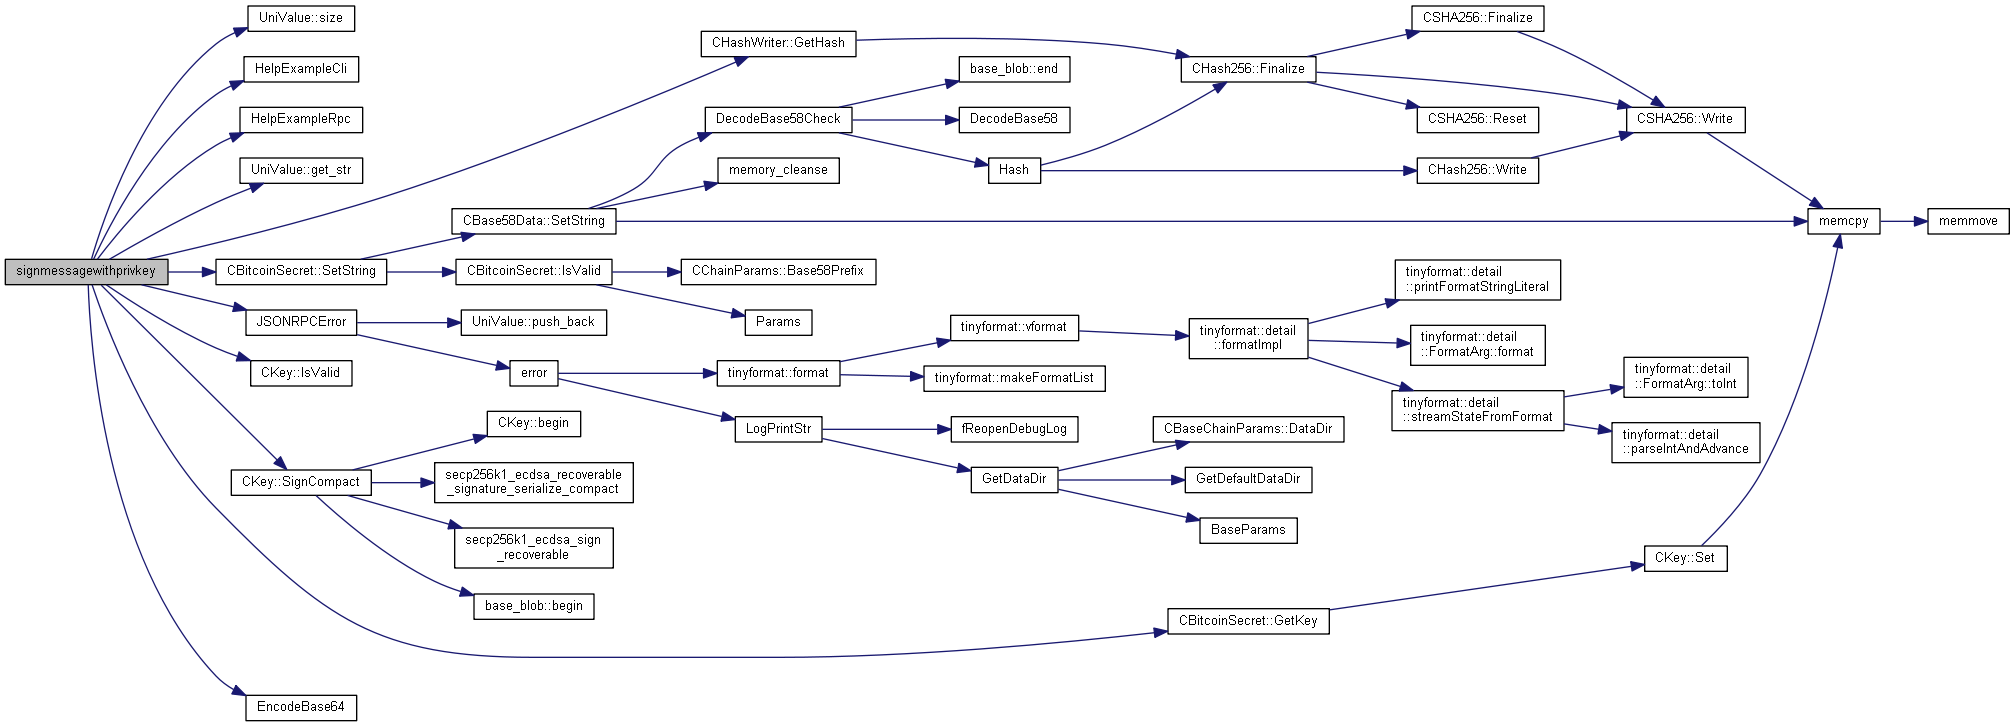 signmessagewithprivkey
UniValue::size
HelpExampleCli
HelpExampleRpc
UniValue::get_str
CHashWriter::GetHash
CBitcoinSecret::SetString
JSONRPCError
CKey::IsValid
CKey::SignCompact
CBitcoinSecret::GetKey
EncodeBase64
CBase58Data::SetString
CBitcoinSecret::IsValid
UniValue::push_back
error
CKey::begin
secp256k1_ecdsa_recoverable
_signature_serialize_compact
secp256k1_ecdsa_sign
_recoverable
base_blob::begin
DecodeBase58Check
memory_cleanse
CChainParams::Base58Prefix
Params
tinyformat::format
LogPrintStr
base_blob::end
DecodeBase58
Hash
tinyformat::vformat
tinyformat::makeFormatList
fReopenDebugLog
GetDataDir
CHash256::Finalize
tinyformat::detail
::formatImpl
CBaseChainParams::DataDir
GetDefaultDataDir
BaseParams
CSHA256::Finalize
CSHA256::Reset
CHash256::Write
tinyformat::detail
::printFormatStringLiteral
tinyformat::detail
::FormatArg::format
tinyformat::detail
::streamStateFromFormat
CSHA256::Write
tinyformat::detail
::FormatArg::toInt
tinyformat::detail
::parseIntAndAdvance
CKey::Set
memcpy
memmove